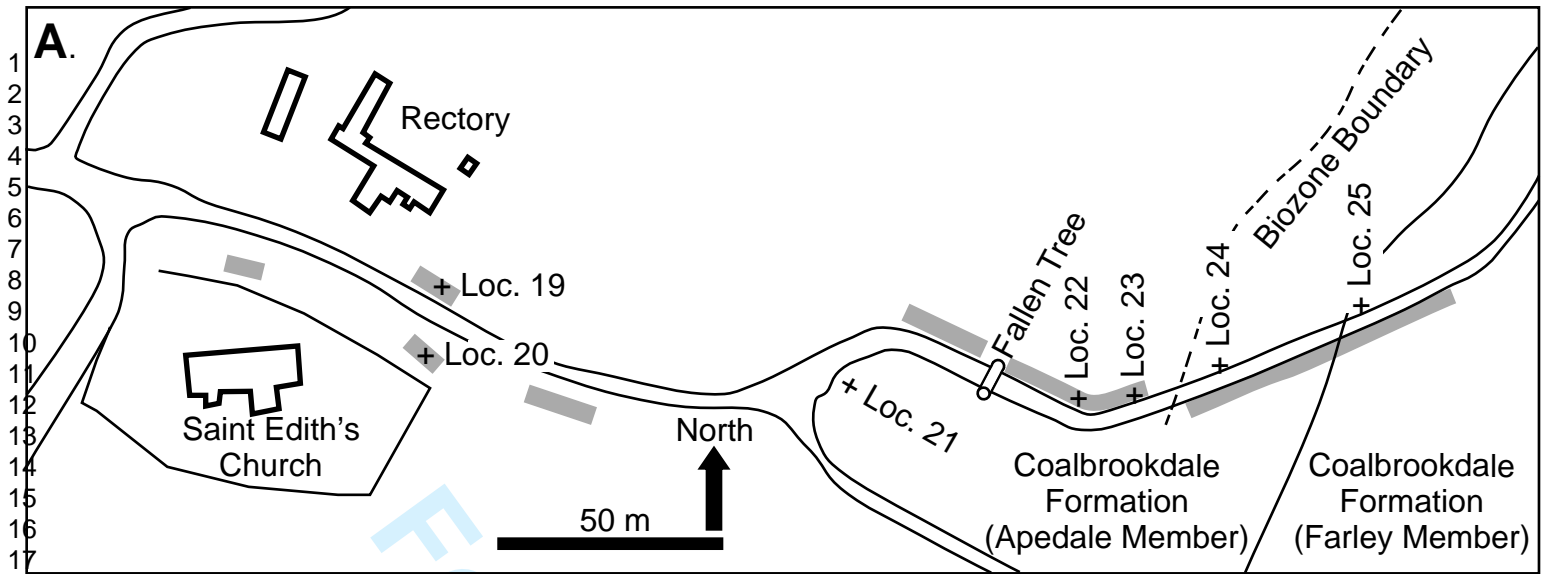 A.
1
2
3
4
5
6
7
8
9
10
11
12
13
14
15
16
17
Rectory
Loc. 19
Loc. 20
Saint Edith's
Church
North
50 m
Loc. 21
Fallen Tree
Loc. 22
Loc. 23
Loc. 24
Biozone Boundary
Loc. 25
Coalbrookdale
Formation
(Apedale Member)
Coalbrookdale
Formation
(Farley Member)
F